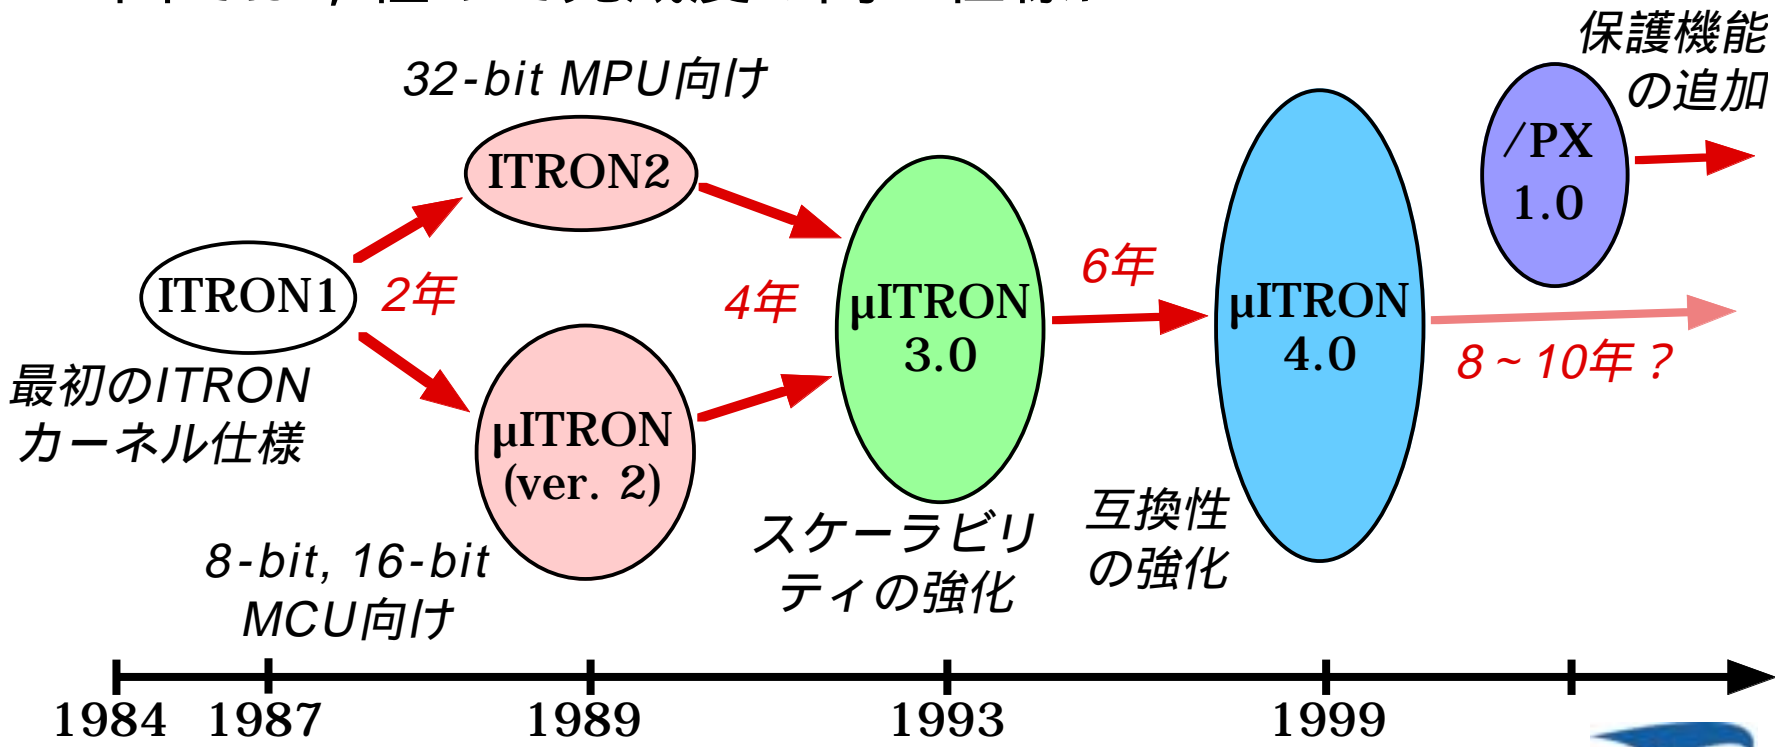 保護機能
の追加
32-bit MPU向け
/PX
1.0
ITRON2
ITRON1
2年
4年
6年
μITRON
3.0
μITRON
4.0
8~10年？
最初のITRON
カーネル仕様
μITRON
(ver. 2)
スケーラビリ
ティの強化
互換性
の強化
8-bit, 16-bit
MCU向け
1984
1987
1989
1993
1999